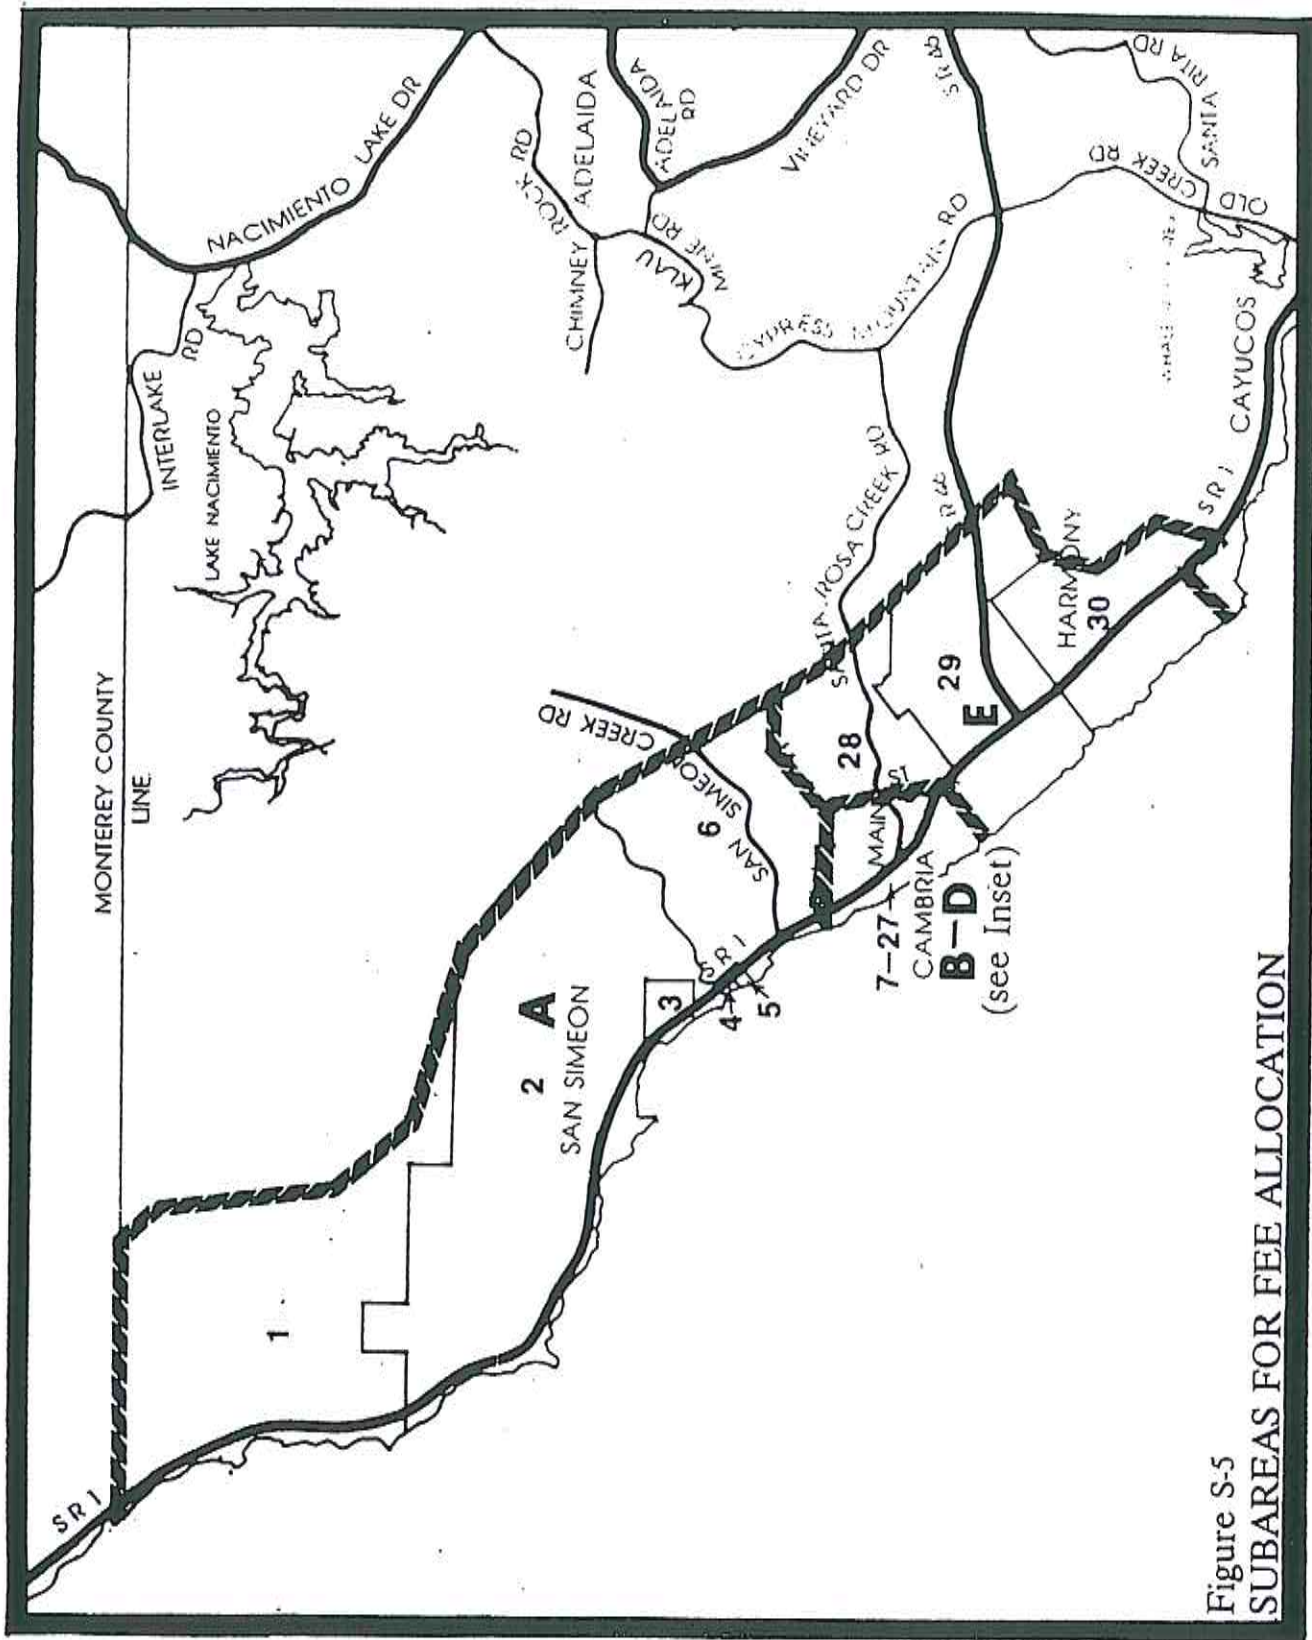 MONTEREY COUNTY
LINE
SR 1
INTERLAKE
RD
NACIMIENTO LAKE DR
LAKE NACIMIENTO
CHIMNEY ROCK RD
ADELAIDA
ADELAIDA
RD
KLAU
MINE RD
VINEYARD DR
CYPRESS MOUNTAIN RD
SR 46
SANTA RITA RD
OLD CREEK RD
CAYUCOS
SR 1
SANTA ROSA CREEK RD
HARMONY
30
29
E
28
MAIN ST
SAN SIMEON CREEK RD
6
1
2
A
SAN SIMEON
3
SR 1
4
5
7–27
CAMBRIA
B–D
(see Inset)
Figure S-5
SUBAREAS FOR FEE ALLOCATION